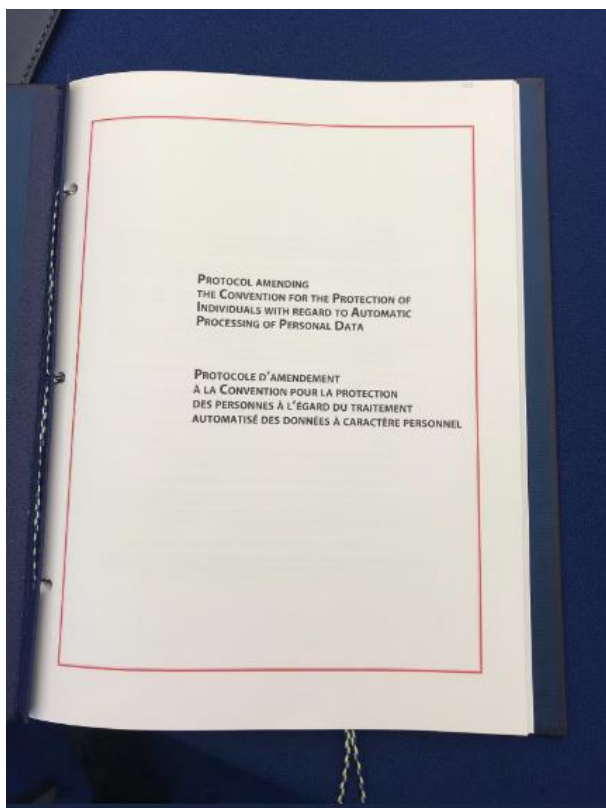 PROTOCOL AMENDING
THE CONVENTION FOR THE PROTECTION OF
INDIVIDUALS WITH REGARD TO AUTOMATIC
PROCESSING OF PERSONAL DATA
PROTOCOLE D'AMENDEMENT
À LA CONVENTION POUR LA PROTECTION
DES PERSONNES À L'ÉGARD DU TRAITEMENT
AUTOMATISÉ DES DONNÉES À CARACTÈRE PERSONNEL